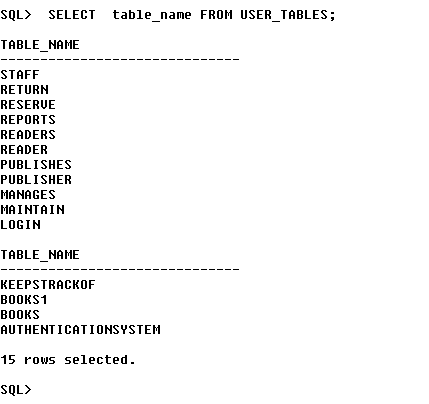 SQL>  SELECT  table_name FROM USER_TABLES;
TABLE_NAME
------------------------------
STAFF
RETURN
RESERVE
REPORTS
READERS
READER
PUBLISHES
PUBLISHER
MANAGES
MAINTAIN
LOGIN
TABLE_NAME
------------------------------
KEEPSTRACKOF
BOOKS1
BOOKS
AUTHENTICATIONSYSTEM
15 rows selected.
SQL>